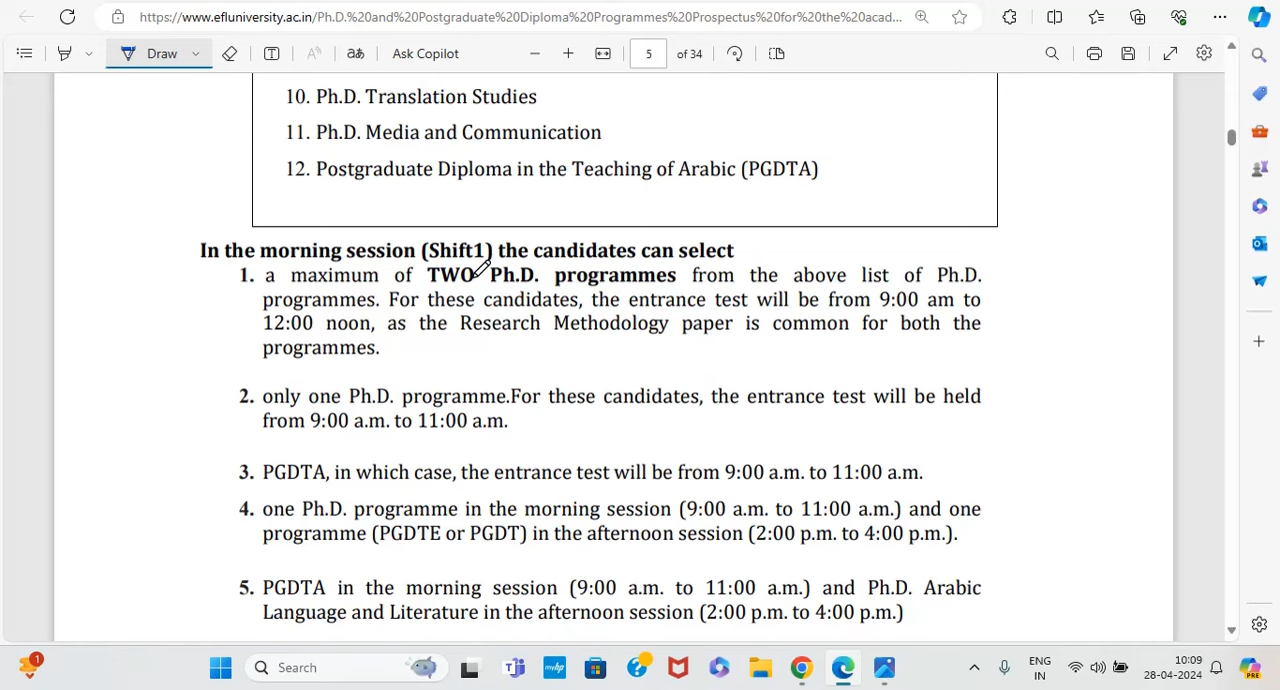 https://www.efluniversity.ac.in/Ph.D.%20and%20Postgraduate%20Diploma%20Programmes%20Prospectus%20for%20the%20acad...
Draw
aあ
Ask Copilot
5
of 34
10. Ph.D. Translation Studies
11. Ph.D. Media and Communication
12. Postgraduate Diploma in the Teaching of Arabic (PGDTA)
In the morning session (Shift1) the candidates can select
1. a maximum of TWO Ph.D. programmes from the above list of Ph.D.
programmes. For these candidates, the entrance test will be from 9:00 am to
12:00 noon, as the Research Methodology paper is common for both the
programmes.
2. only one Ph.D. programme.For these candidates, the entrance test will be held
from 9:00 a.m. to 11:00 a.m.
3. PGDTA, in which case, the entrance test will be from 9:00 a.m. to 11:00 a.m.
4. one Ph.D. programme in the morning session (9:00 a.m. to 11:00 a.m.) and one
programme (PGDTE or PGDT) in the afternoon session (2:00 p.m. to 4:00 p.m.).
5. PGDTA in the morning session (9:00 a.m. to 11:00 a.m.) and Ph.D. Arabic
Language and Literature in the afternoon session (2:00 p.m. to 4:00 p.m.)
1
Search
myhp
ENG
IN
10:09
28-04-2024
PRE